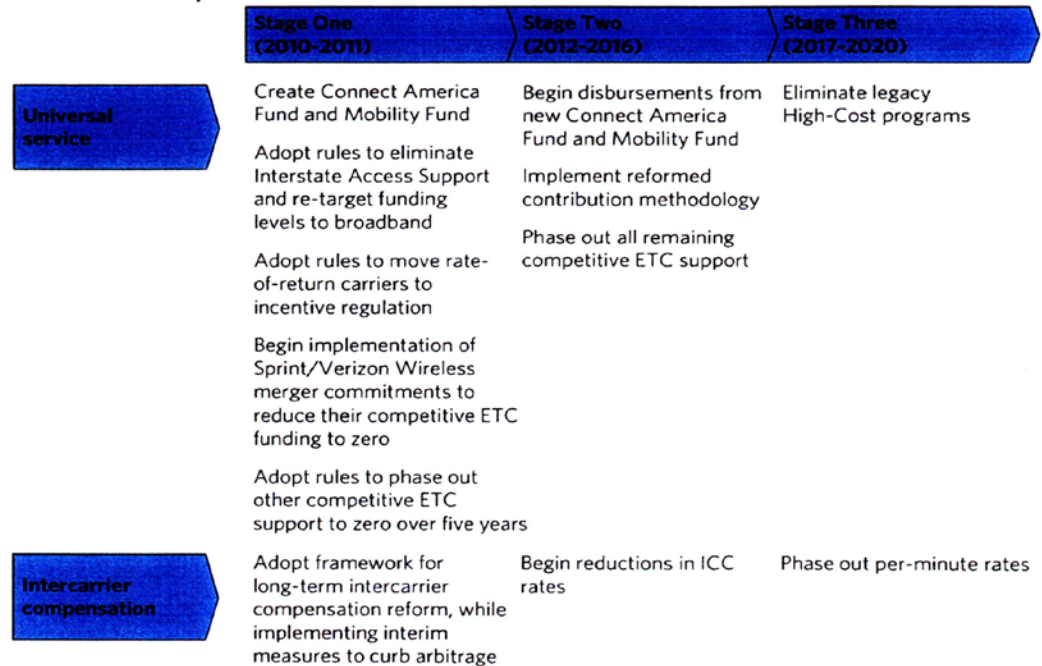 Stage One
(2010-2011)
Stage Two
(2012-2016)
Stage Three
(2017-2020)
Universal
service
Create Connect America
Fund and Mobility Fund
Adopt rules to eliminate
Interstate Access Support
and re-target funding
levels to broadband
Adopt rules to move rate-
of-return carriers to
incentive regulation
Begin implementation of
Sprint/Verizon Wireless
merger commitments to
reduce their competitive ETC
funding to zero
Adopt rules to phase out
other competitive ETC
support to zero over five years
Begin disbursements from
new Connect America
Fund and Mobility Fund
Implement reformed
contribution methodology
Phase out all remaining
competitive ETC support
Eliminate legacy
High-Cost programs
Intercarrier
compensation
Adopt framework for
long-term intercarrier
compensation reform, while
implementing interim
measures to curb arbitrage
Begin reductions in ICC
rates
Phase out per-minute rates